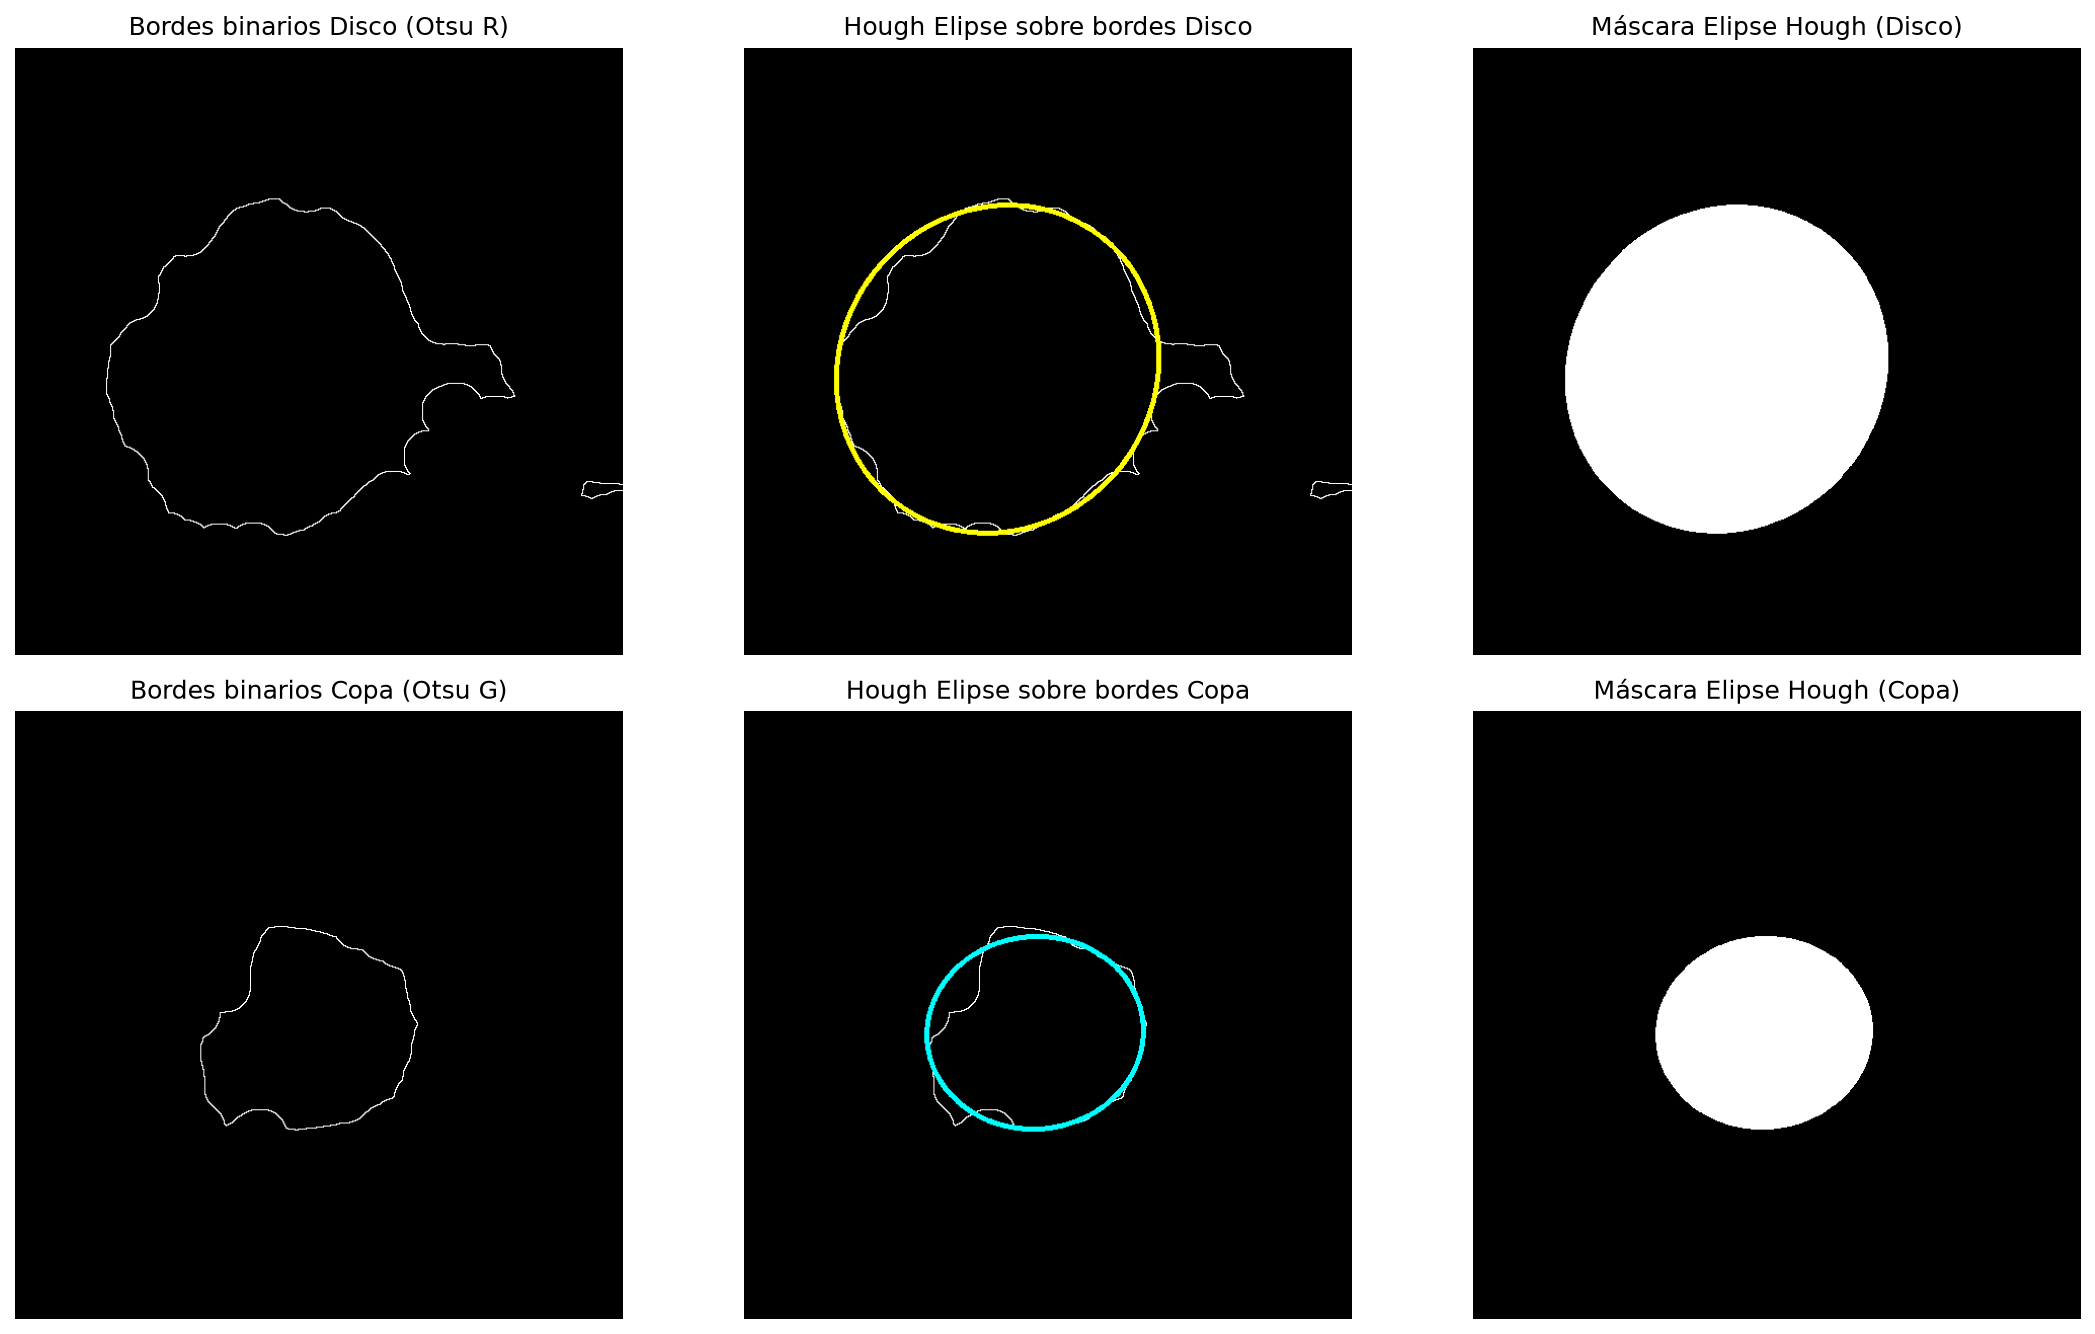 Bordes binarios Disco (Otsu R)
Hough Elipse sobre bordes Disco
Máscara Elipse Hough (Disco)
Bordes binarios Copa (Otsu G)
Hough Elipse sobre bordes Copa
Máscara Elipse Hough (Copa)